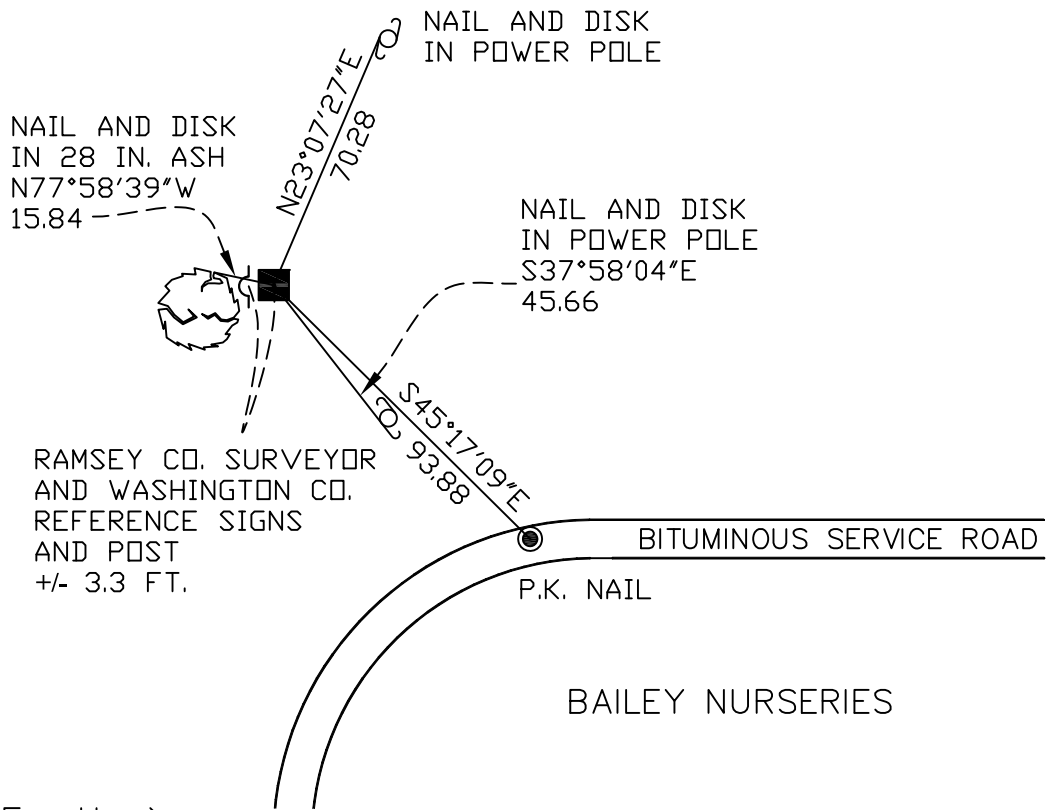 NAIL AND DISK
IN POWER POLE
N23°07'27"E
70.28
NAIL AND DISK
IN 28 IN. ASH
N77°58'39"W
15.84
NAIL AND DISK
IN POWER POLE
S37°58'04"E
45.66
S45°17'09"E
93.88
RAMSEY CO. SURVEYOR
AND WASHINGTON CO.
REFERENCE SIGNS
AND POST
+/- 3.3 FT.
BITUMINOUS SERVICE ROAD
P.K. NAIL
BAILEY NURSERIES